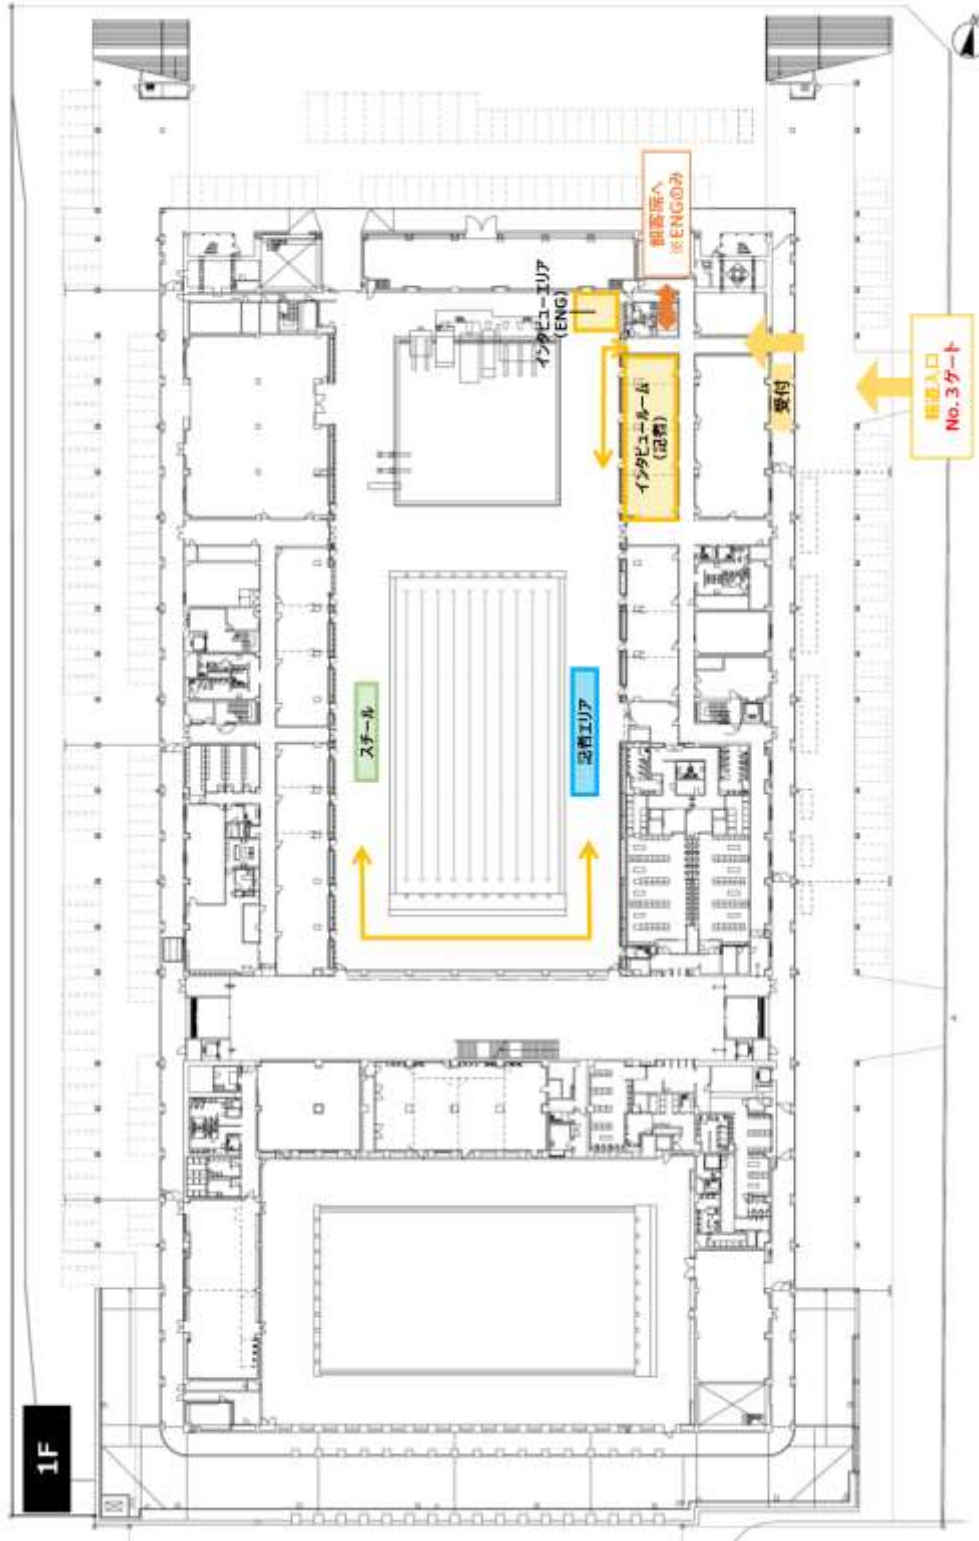 1F
スチール
記者エリア
インタビューエリア
(ENG)
インタビュールーム
(記者)
観客席へ
※ENGのみ
受付
報道入口
No. 3 ゲート